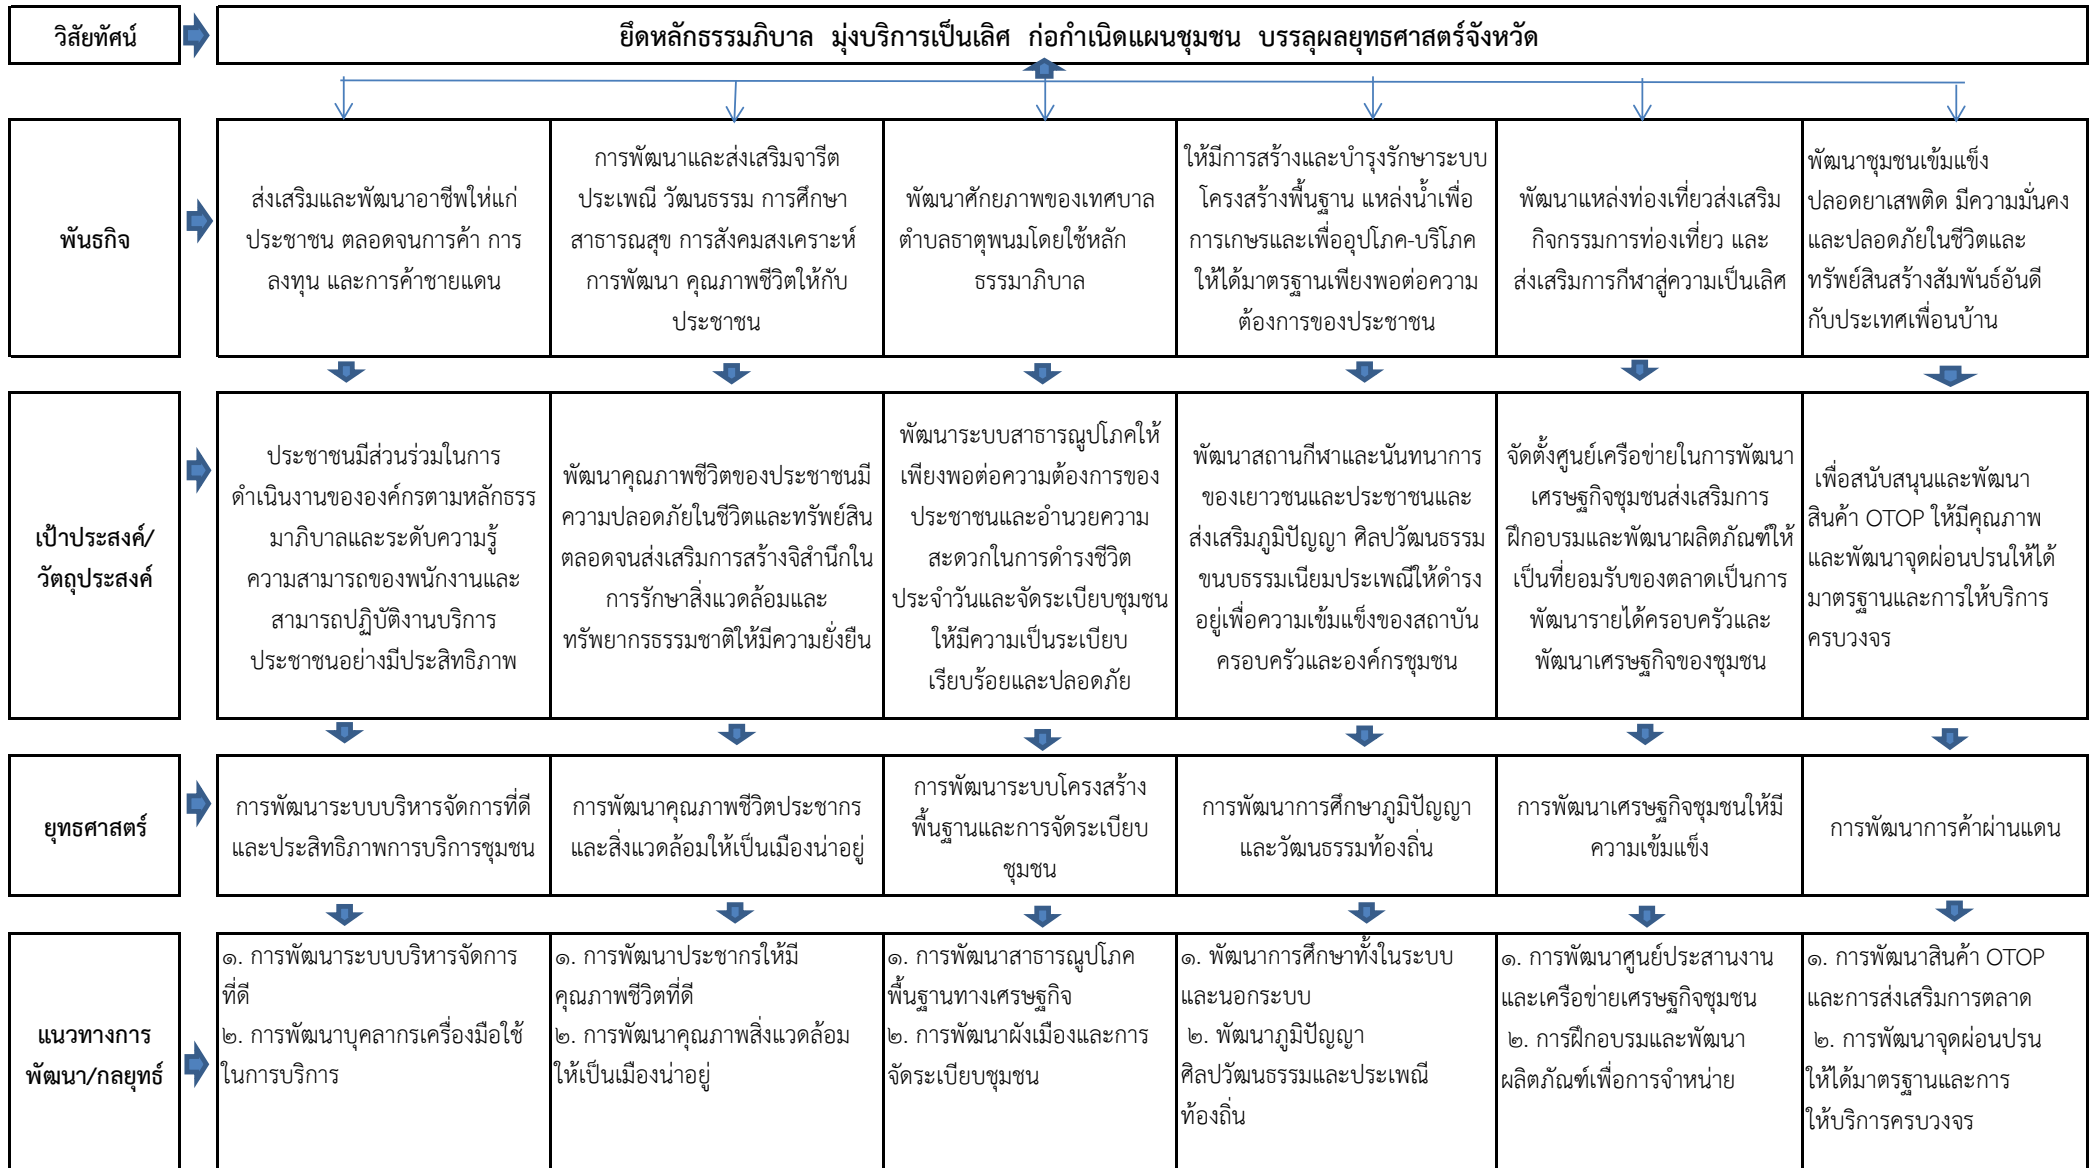 วิสัยทัศน์
ยึดหลักธรรมภิบาล มุ่งบริการเป็นเลิศ ก่อกำเนิดแผนชุมชน บรรลุผลยุทธศาสตร์จังหวัด
พันธกิจ
ส่งเสริมและพัฒนาอาชีพให้แก่
ประชาชน ตลอดจนการค้า การ
ลงทุน และการค้าชายแดน
การพัฒนาและส่งเสริมจารีต
ประเพณี วัฒนธรรม การศึกษา
สาธารณสุข การสังคมสงเคราะห์
การพัฒนา คุณภาพชีวิตให้กับ
ประชาชน
พัฒนาศักยภาพของเทศบาล
ตำบลธาตุพนมโดยใช้หลัก
ธรรมาภิบาล
ให้มีการสร้างและบำรุงรักษาระบบ
โครงสร้างพื้นฐาน แหล่งน้ำเพื่อ
การเกษรและเพื่ออุปโภค-บริโภค
ให้ได้มาตรฐานเพียงพอต่อความ
ต้องการของประชาชน
พัฒนาแหล่งท่องเที่ยวส่งเสริม
กิจกรรมการท่องเที่ยว และ
ส่งเสริมการกีฬาสู่ความเป็นเลิศ
พัฒนาชุมชนเข้มแข็ง
ปลอดยาเสพติด มีความมั่นคง
และปลอดภัยในชีวิตและ
ทรัพย์สินสร้างสัมพันธ์อันดี
กับประเทศเพื่อนบ้าน
เป้าประสงค์/
วัตถุประสงค์
ประชาชนมีส่วนร่วมในการ
ดำเนินงานขององค์กรตามหลักธรร
มาภิบาลและระดับความรู้
ความสามารถของพนักงานและ
สามารถปฏิบัติงานบริการ
ประชาชนอย่างมีประสิทธิภาพ
พัฒนาคุณภาพชีวิตของประชาชนมี
ความปลอดภัยในชีวิตและทรัพย์สิน
ตลอดจนส่งเสริมการสร้างจิสำนึกใน
การรักษาสิ่งแวดล้อมและ
ทรัพยากรธรรมชาติให้มีความยั่งยืน
พัฒนาระบบสาธารณูปโภคให้
เพียงพอต่อความต้องการของ
ประชาชนและอำนวยความ
สะดวกในการดำรงชีวิต
ประจำวันและจัดระเบียบชุมชน
ให้มีความเป็นระเบียบ
เรียบร้อยและปลอดภัย
พัฒนาสถานกีฬาและนันทนาการ
ของเยาวชนและประชาชนและ
ส่งเสริมภูมิปัญญา ศิลปวัฒนธรรม
ขนบธรรมเนียมประเพณีให้ดำรง
อยู่เพื่อความเข้มแข็งของสถาบัน
ครอบครัวและองค์กรชุมชน
จัดตั้งศูนย์เครือข่ายในการพัฒนา
เศรษฐกิจชุมชนส่งเสริมการ
ฝึกอบรมและพัฒนาผลิตภัณฑ์ให้
เป็นที่ยอมรับของตลาดเป็นการ
พัฒนารายได้ครอบครัวและ
พัฒนาเศรษฐกิจของชุมชน
เพื่อสนับสนุนและพัฒนา
สินค้า OTOP ให้มีคุณภาพ
และพัฒนาจุดผ่อนปรนให้ได้
มาตรฐานและการให้บริการ
ครบวงจร
ยุทธศาสตร์
การพัฒนาระบบบริหารจัดการที่ดี
และประสิทธิภาพการบริการชุมชน
การพัฒนาคุณภาพชีวิตประชากร
และสิ่งแวดล้อมให้เป็นเมืองน่าอยู่
การพัฒนาระบบโครงสร้าง
พื้นฐานและการจัดระเบียบ
ชุมชน
การพัฒนาการศึกษาภูมิปัญญา
และวัฒนธรรมท้องถิ่น
การพัฒนาเศรษฐกิจชุมชนให้มี
ความเข้มแข็ง
การพัฒนาการค้าผ่านแดน
แนวทางการ
พัฒนา/กลยุทธ์
๑. การพัฒนาระบบบริหารจัดการ
ที่ดี
๒. การพัฒนาบุคลากรเครื่องมือใช้
ในการบริการ
๑. การพัฒนาประชากรให้มี
คุณภาพชีวิตที่ดี
๒. การพัฒนาคุณภาพสิ่งแวดล้อม
ให้เป็นเมืองน่าอยู่
๑. การพัฒนาสาธารณูปโภค
พื้นฐานทางเศรษฐกิจ
๒. การพัฒนาผังเมืองและการ
จัดระเบียบชุมชน
๑. พัฒนาการศึกษาทั้งในระบบ
และนอกระบบ
๒. พัฒนาภูมิปัญญา
ศิลปวัฒนธรรมและประเพณี
ท้องถิ่น
๑. การพัฒนาศูนย์ประสานงาน
และเครือข่ายเศรษฐกิจชุมชน
๒. การฝึกอบรมและพัฒนา
ผลิตภัณฑ์เพื่อการจำหน่าย
๑. การพัฒนาสินค้า OTOP
และการส่งเสริมการตลาด
๒. การพัฒนาจุดผ่อนปรน
ให้ได้มาตรฐานและการ
ให้บริการครบวงจร